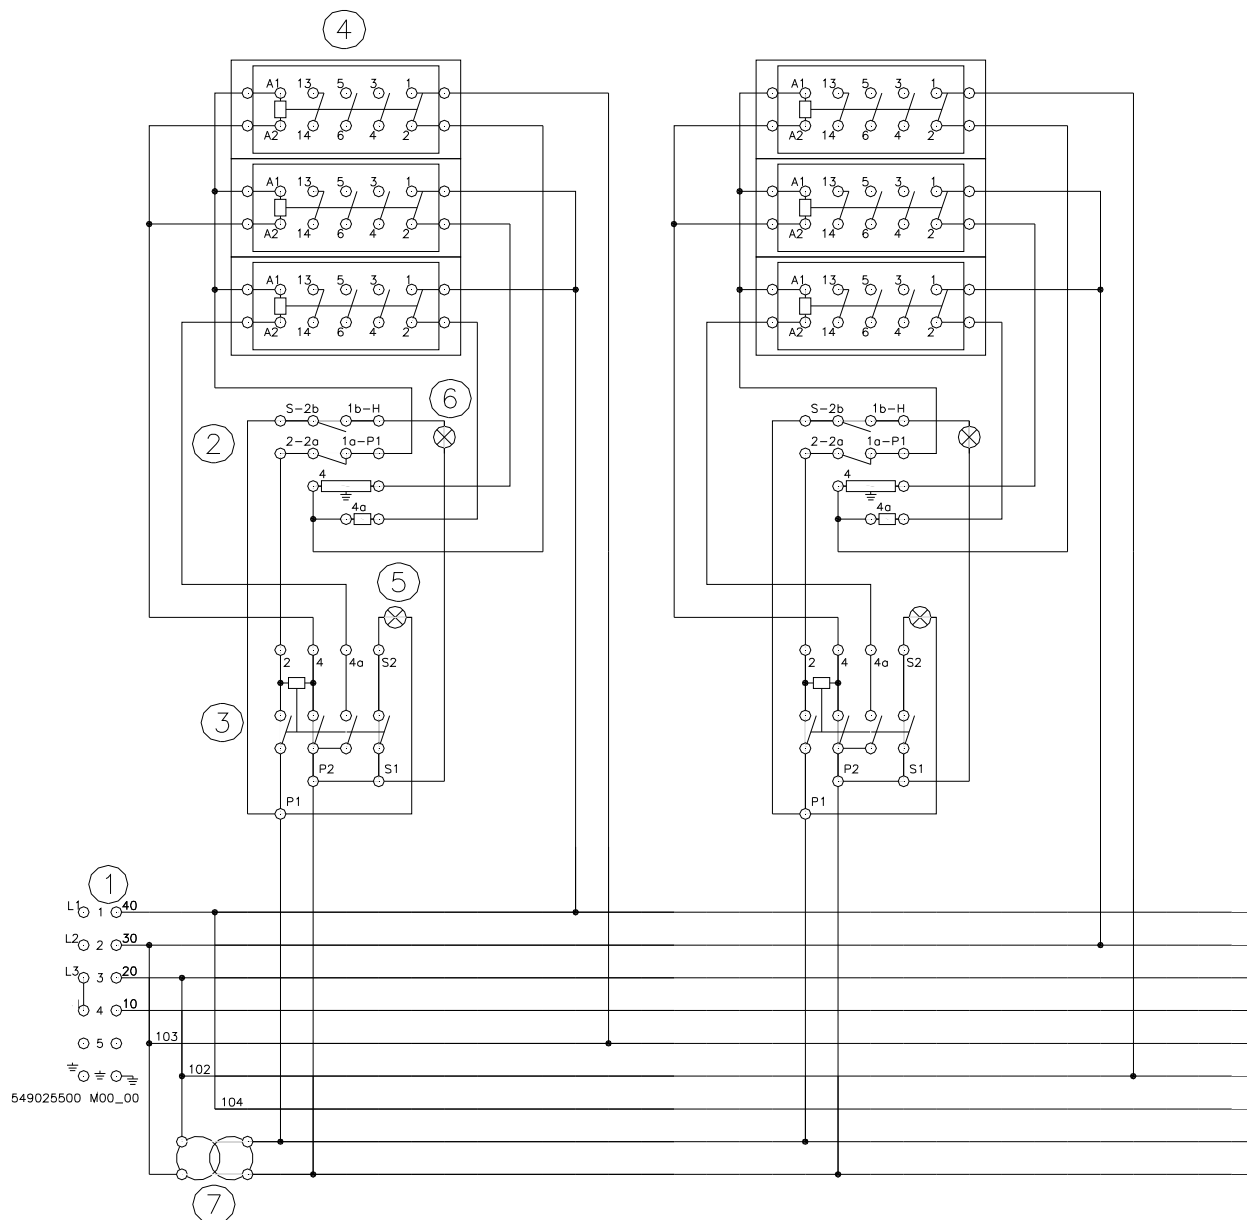 4
A1 13 5 3 1 A1 13 5 3 1
A2 14 6 4 2 A2 14 6 4 2
A1 13 5 3 1 A1 13 5 3 1
A2 14 6 4 2 A2 14 6 4 2
A1 13 5 3 1 A1 13 5 3 1
A2 14 6 4 2 A2 14 6 4 2
6
S-2b 1b-H S-2b 1b-H
2
2-2a 1a-P1 2-2a 1a-P1
4 4
4a 4a
5
2 4 4a S2 2 4 4a S2
3
P2 S1 P2 S1
P1 P1
1
L1 1 40
L2 2 30
L3 3 20
4 10
5 103
102
549025500 M00_00
104
7